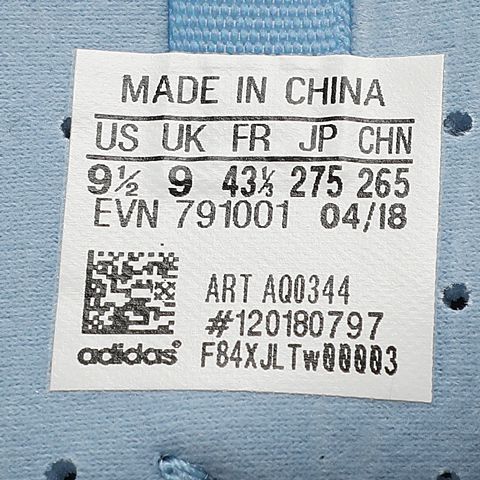 MADE IN CHINA
US UK FR JP CHN
9½ 9 43⅓ 275 265
EVN 791001 04/18
ART AQ0344
#120180797
adidas® F84XJLTw00003